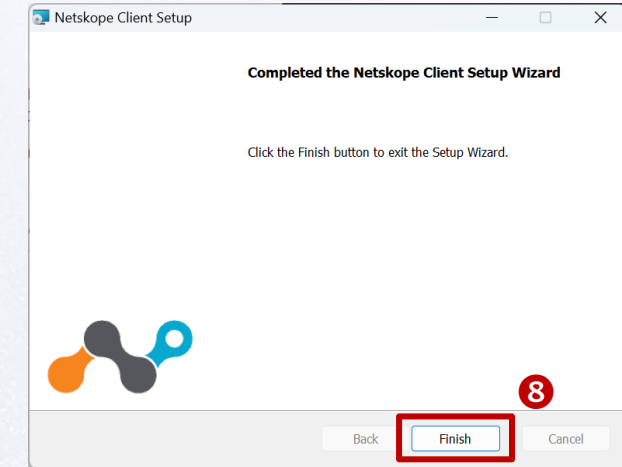 Netskope Client Setup
Completed the Netskope Client Setup Wizard
Click the Finish button to exit the Setup Wizard.
8
Back
Finish
Cancel